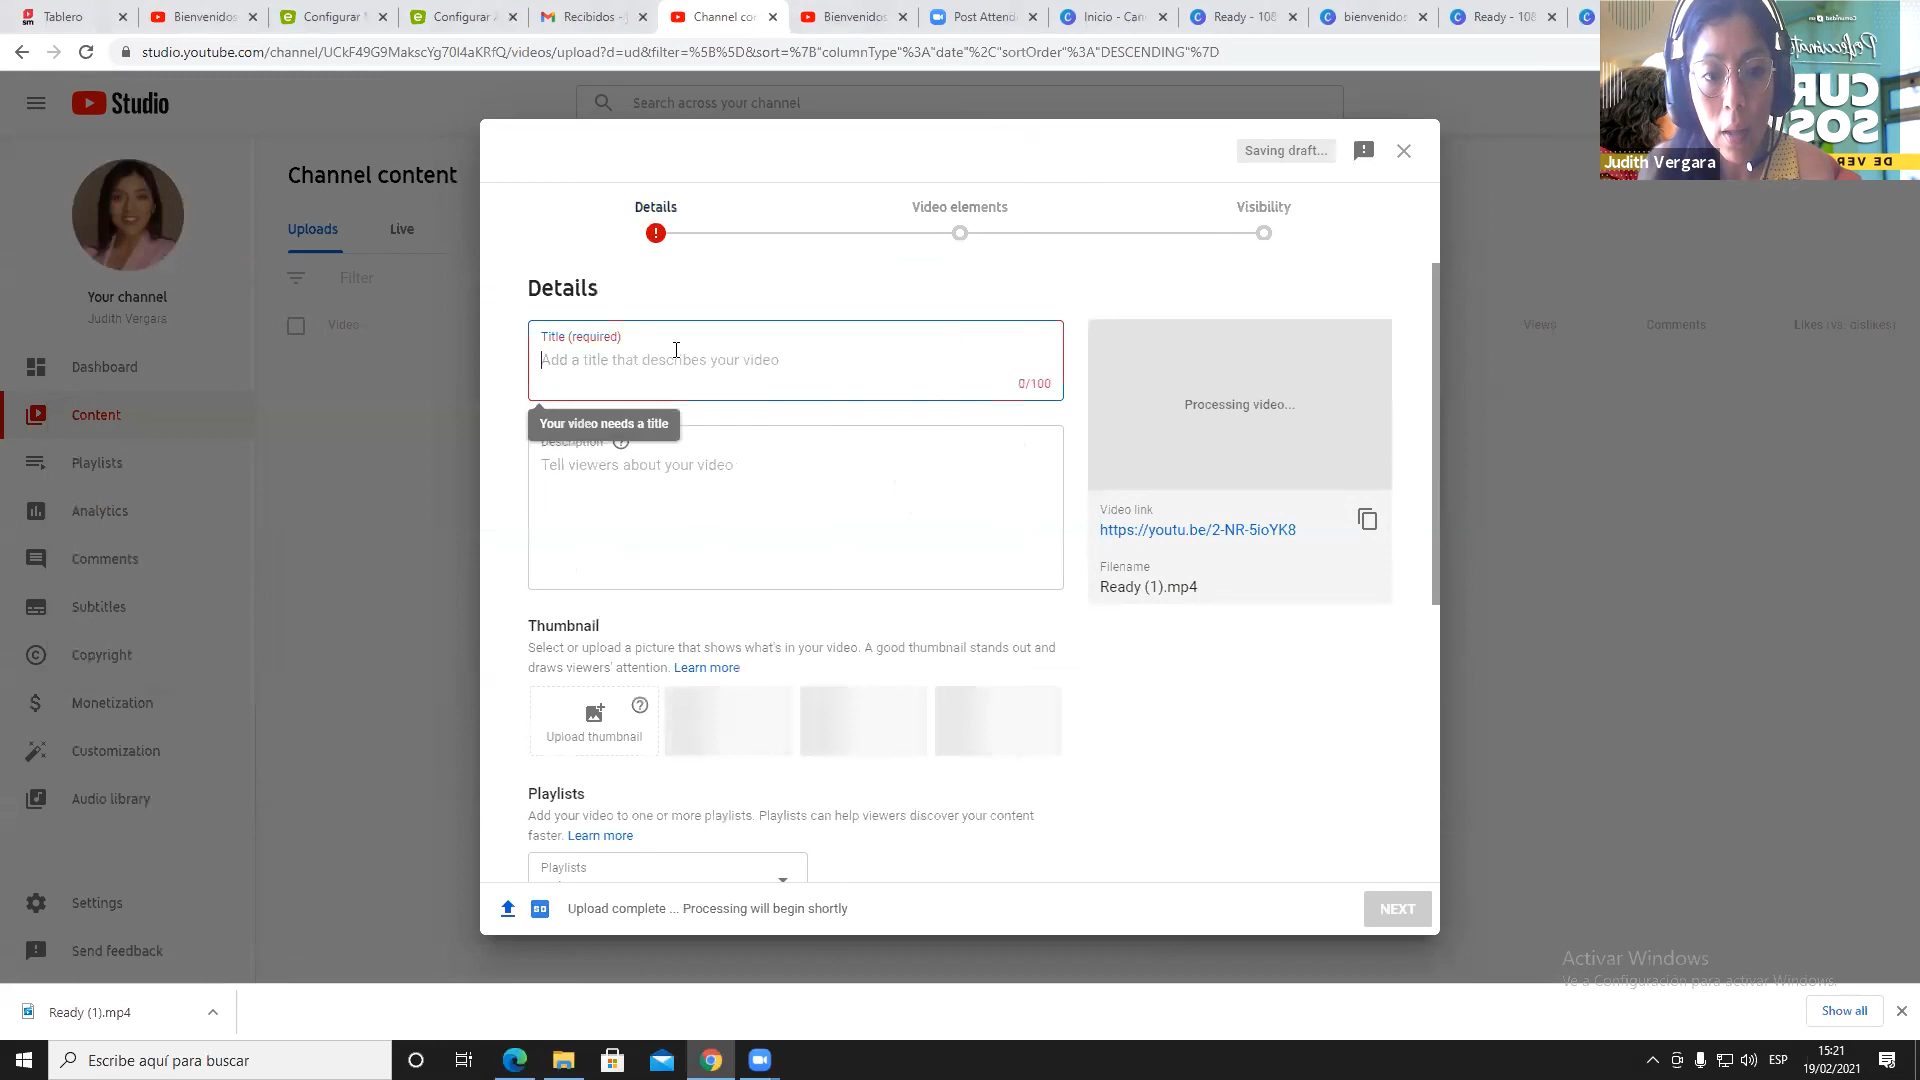 Tablero
Bienvenidos
Configurar
Configurar
Recibidos -
Channel co
Bienvenidos
Post Attend
Inicio - Can
Ready - 108
bienvenidos
Ready - 108
studio.youtube.com/channel/UCkF49G9MakscYg70l4aKRfQ/videos/upload?d=ud&filter=%5B%5D&sort=%7B"columnType"%3A"date"%2C"sortOrder"%3A"DESCENDING"%7D
Studio
Search across your channel
Judith Vergara
CUR
SOS
DE VER
Saving draft...
Channel content
Details
Video elements
Visibility
Uploads
Live
Filter
Your channel
Judith Vergara
Video
Views
Comments
Likes (vs. dislikes)
Details
Title (required)
Add a title that describes your video
0/100
Your video needs a title
Description
Tell viewers about your video
Processing video...
Video link
https://youtu.be/2-NR-5ioYK8
Filename
Ready (1).mp4
Dashboard
Content
Playlists
Analytics
Comments
Subtitles
Copyright
Monetization
Customization
Audio library
Settings
Send feedback
Thumbnail
Select or upload a picture that shows what's in your video. A good thumbnail stands out and
draws viewers' attention. Learn more
Upload thumbnail
Playlists
Add your video to one or more playlists. Playlists can help viewers discover your content
faster. Learn more
Playlists
SD
Upload complete ... Processing will begin shortly
NEXT
Activar Windows
Ve a Configuración para activar Windows.
Ready (1).mp4
Show all
Escribe aquí para buscar
ESP
15:21
19/02/2021